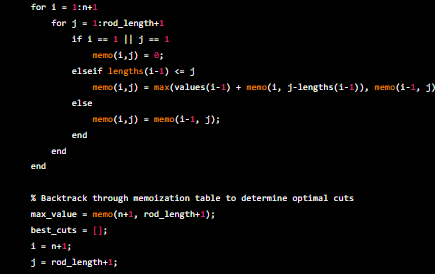 for i = 1:n+1
for j = 1:rod_length+1
if i == 1 || j == 1
memo(i,j) = 0;
elseif lengths(i-1) <= j
memo(i,j) = max(values(i-1) + memo(i, j-lengths(i-1)), memo(i-1, j)
else
memo(i,j) = memo(i-1, j);
end
end
end
% Backtrack through memoization table to determine optimal cuts
max_value = memo(n+1, rod_length+1);
best_cuts = [];
i = n+1;
j = rod_length+1;